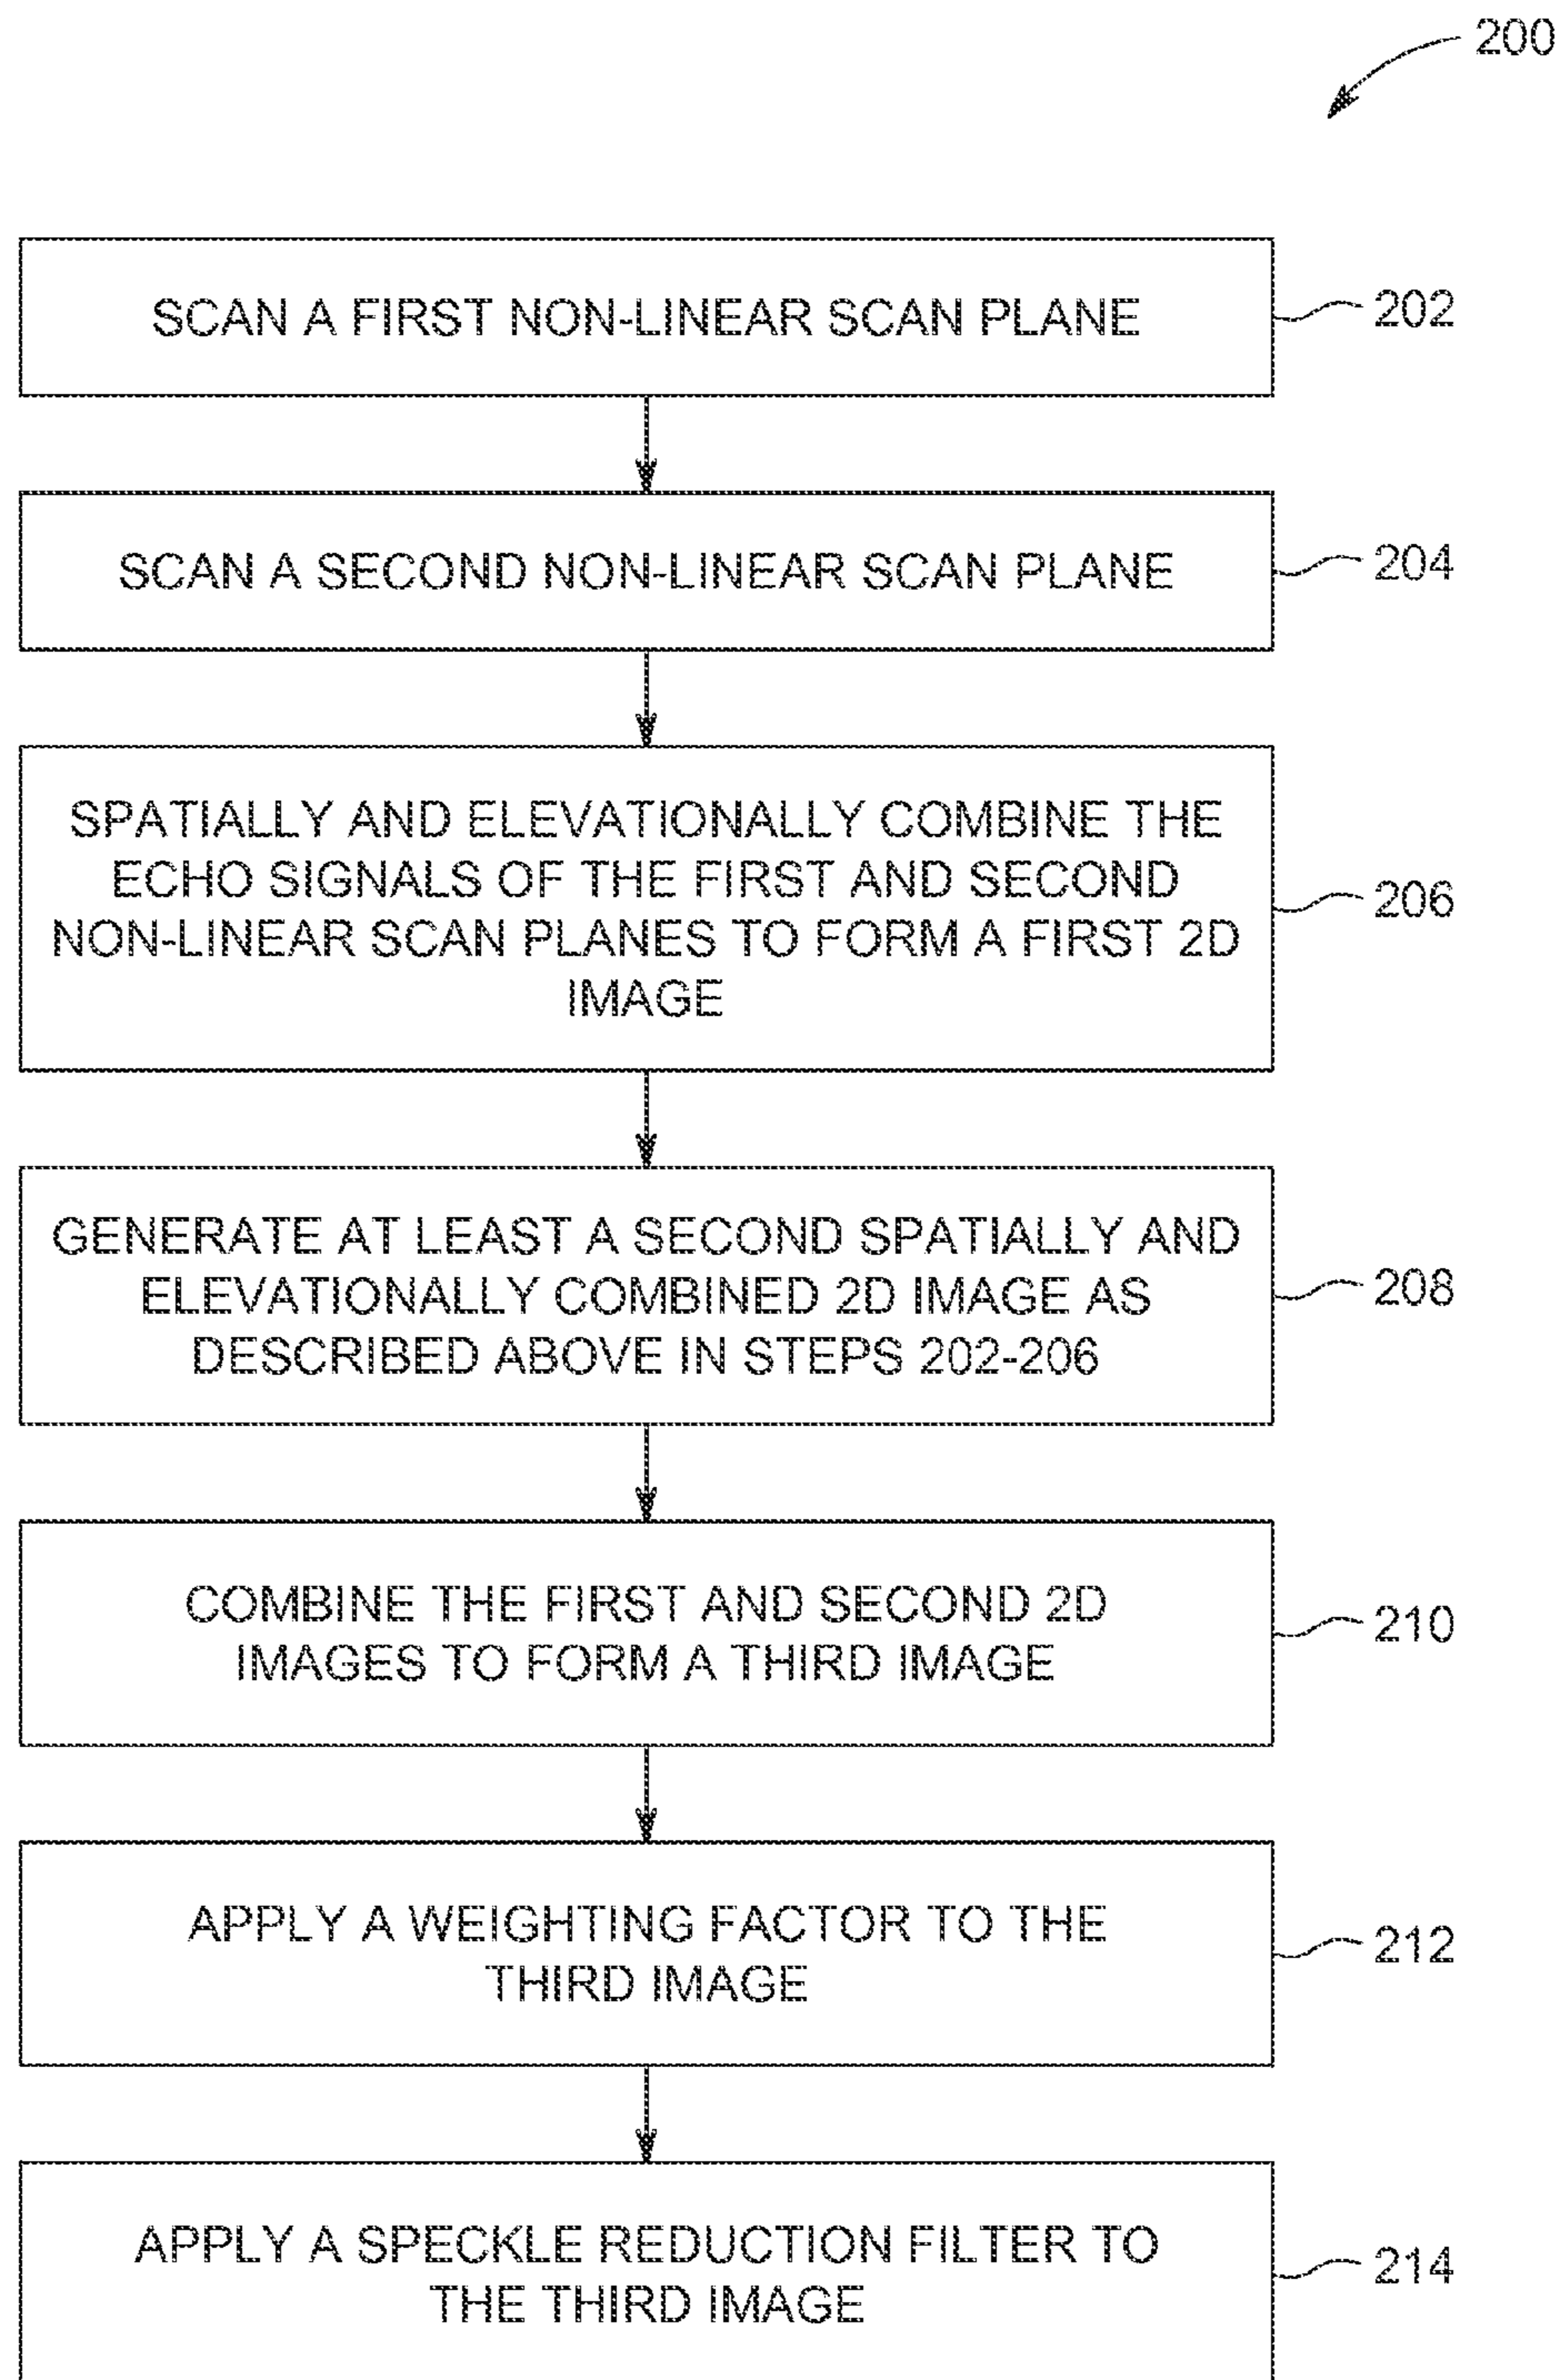 200
SCAN A FIRST NON-LINEAR SCAN PLANE
202
SCAN A SECOND NON-LINEAR SCAN PLANE
204
SPATIALLY AND ELEVATIONALLY COMBINE THE
ECHO SIGNALS OF THE FIRST AND SECOND
NON-LINEAR SCAN PLANES TO FORM A FIRST 2D
IMAGE
206
GENERATE AT LEAST A SECOND SPATIALLY AND
ELEVATIONALLY COMBINED 2D IMAGE AS
DESCRIBED ABOVE IN STEPS 202-206
208
COMBINE THE FIRST AND SECOND 2D
IMAGES TO FORM A THIRD IMAGE
210
APPLY A WEIGHTING FACTOR TO THE
THIRD IMAGE
212
APPLY A SPECKLE REDUCTION FILTER TO
THE THIRD IMAGE
214